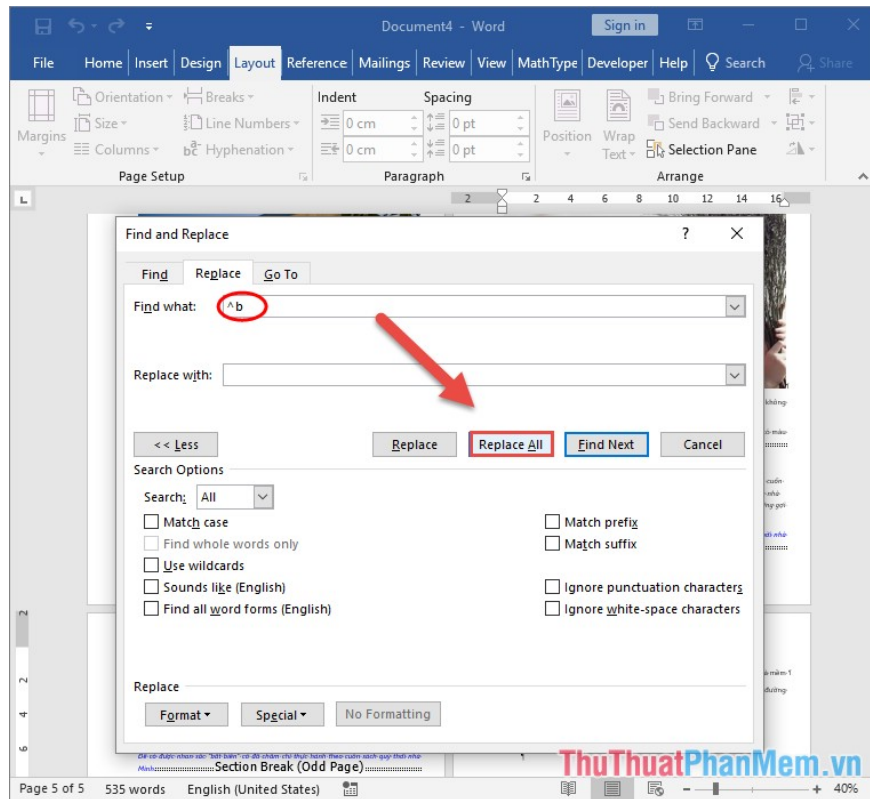 Document4 - Word
Sign in
File Home Insert Design Layout Reference Mailings Review View MathType Developer Help Search Share
Margins
Orientation
Size
Columns
Breaks
Line Numbers
Hyphenation
Page Setup
Indent
0 cm
0 cm
Spacing
0 pt
0 pt
Paragraph
Position
Wrap
Text
Bring Forward
Send Backward
Selection Pane
Arrange
2 2 4 6 8 10 12 14 16
Find and Replace
? 
Find Replace Go To
Find what: ^b
Replace with:
<< Less Replace Replace All Find Next Cancel
Search Options
Search: All
Match case
Find whole words only
Use wildcards
Sounds like (English)
Find all word forms (English)
Match prefix
Match suffix
Ignore punctuation characters
Ignore white-space characters
Replace
Format Special No Formatting
không
2
2
4
6
Section Break (Odd Page)
ThuThuatPhanMem.vn
Page 5 of 5 535 words English (United States) 40%